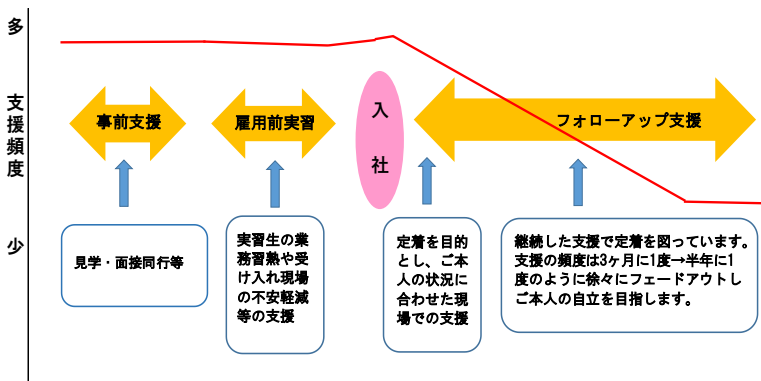 多
支援頻度
少
事前支援
雇用前実習
入社
フォローアップ支援
見学・面接同行等
実習生の業
務習熟や受
け入れ現場
の不安軽減
等の支援
定着を目的
とし、ご本
人の状況に
合わせた現
場での支援
継続した支援で定着を図っています。
支援の頻度は3ヶ月に1度→半年に1
度のように徐々にフェードアウトし
ご本人の自立を目指します。